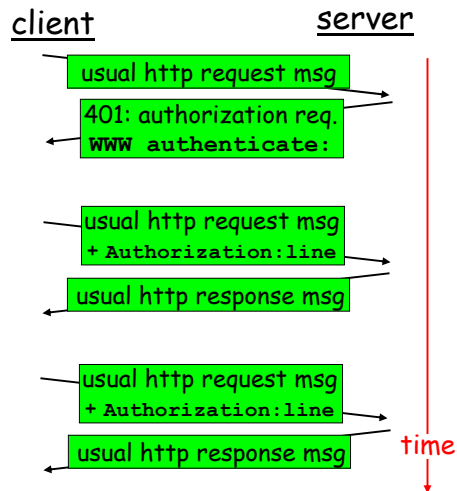 client
server
usual http request msg
401: authorization req.
WWW authenticate:
usual http request msg
+ Authorization:line
usual http response msg
usual http request msg
+ Authorization:line
usual http response msg
time